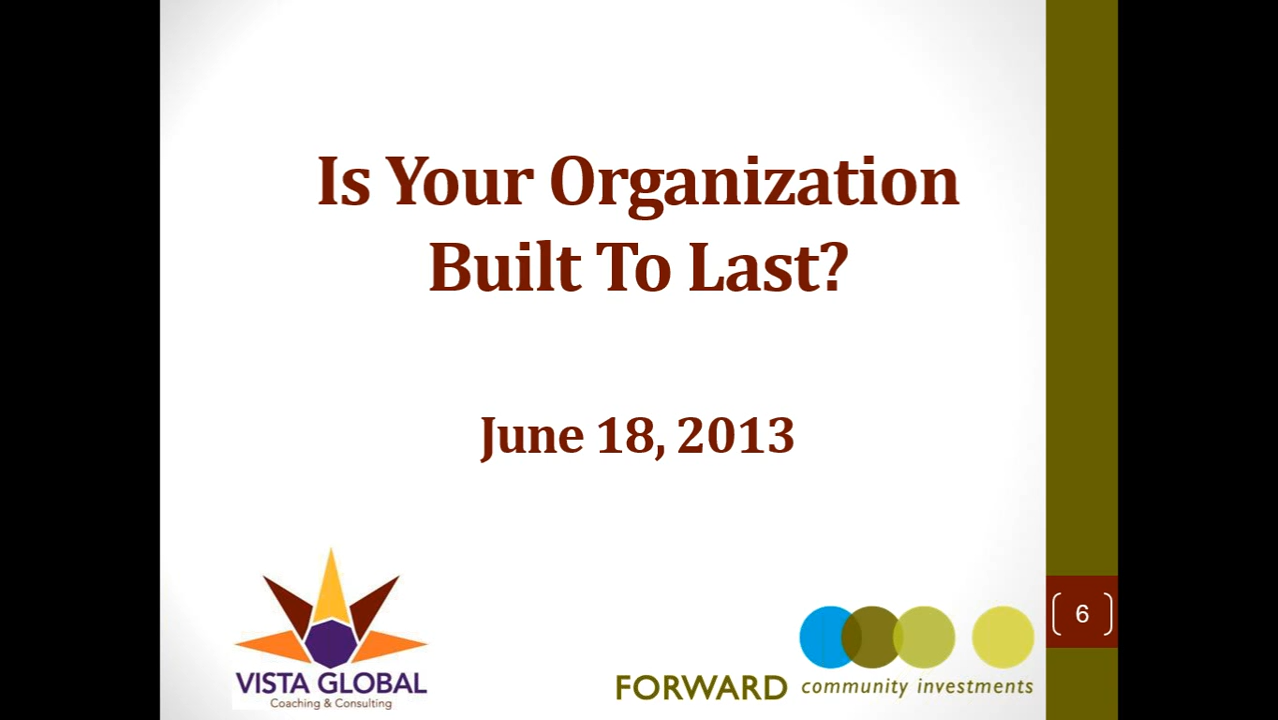 Is Your Organization
Built To Last?
June 18, 2013
6
VISTA GLOBAL
Coaching & Consulting
FORWARD community investments